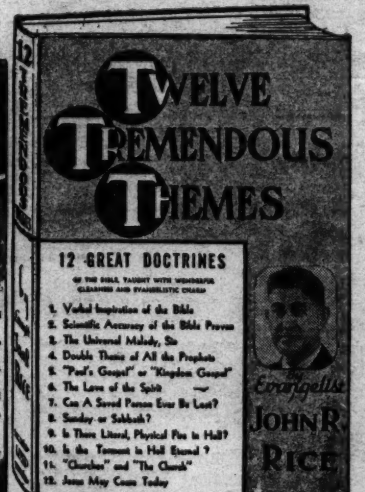 TWELVE
TREMENDOUS
THEMES
12 GREAT DOCTRINES
OF THE BIBLE, TAUGHT WITH WONDERFUL
CLEARNESS AND EVANGELISTIC CHARM
1. Verbal Inspiration of the Bible
2. Scientific Accuracy of the Bible Proven
3. The Universal Malady, Sin
4. Double Theme of All the Prophets
5. "Paul's Gospel" or "Kingdom Gospel"
6. The Love of the Spirit
7. Can A Saved Person Ever Be Lost?
8. Sunday or Sabbath?
9. Is There Literal, Physical Fire in Hell?
10. Is the Torment in Hell Eternal?
11. "Churches" and "The Church"
12. Jesus May Come Today
By
Evangelist
JOHN R.
RICE
12